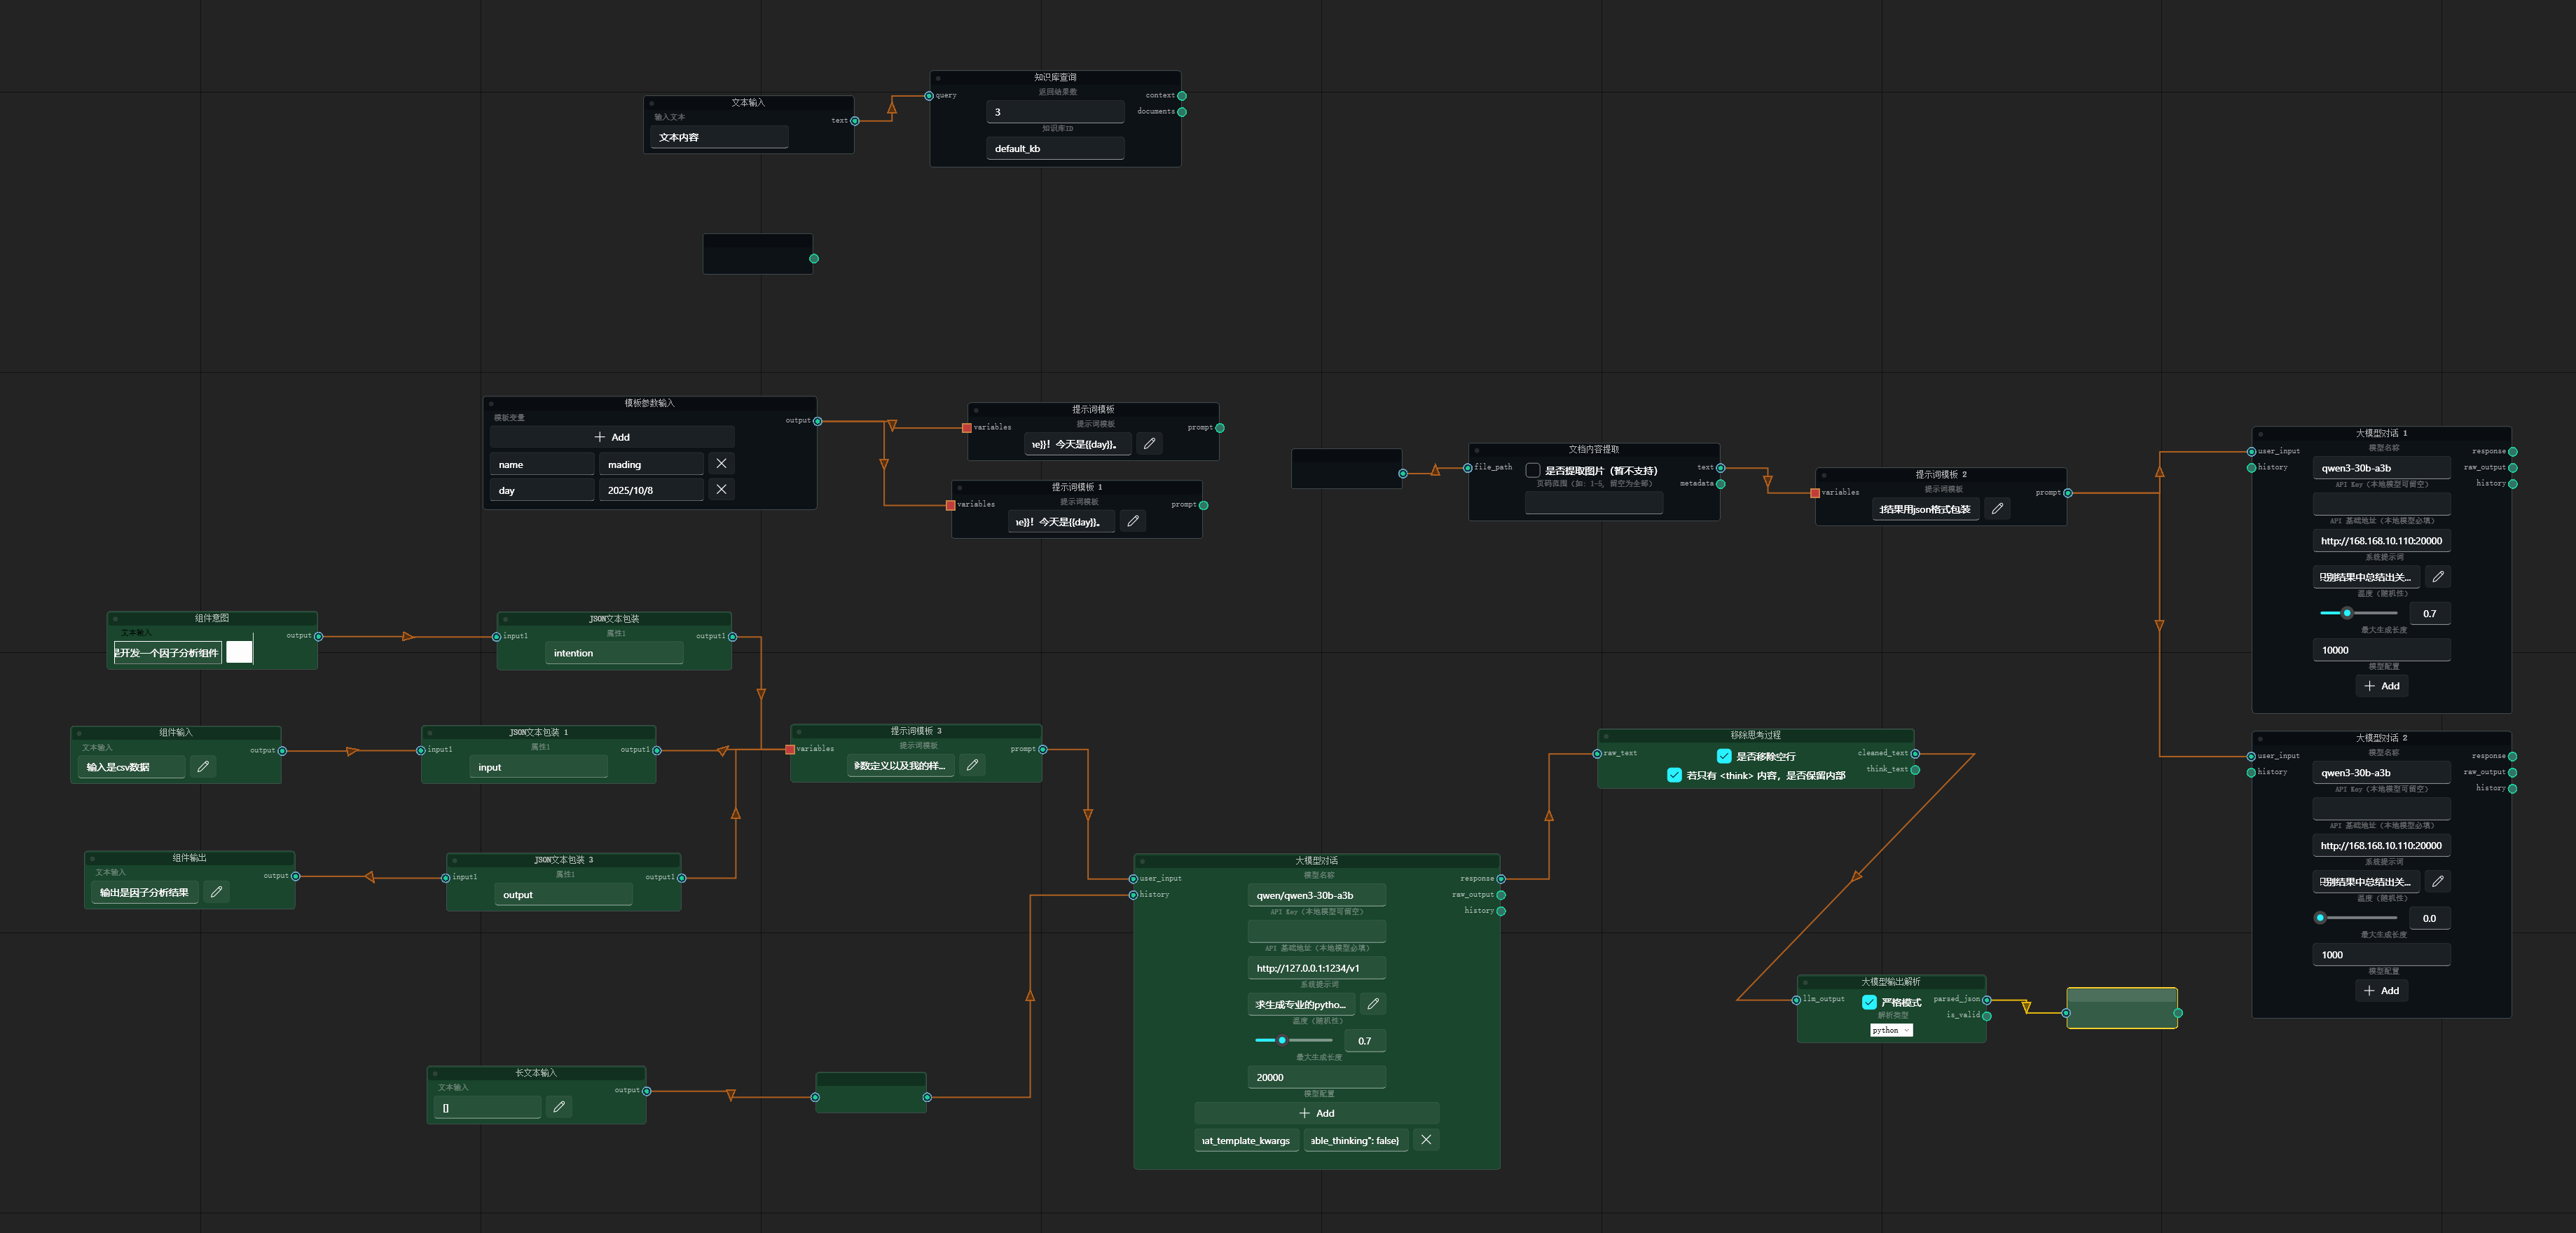 文本输入
输入文本
text
文本内容
知识库查询
query
返回结果数
context
3
documents
知识库ID
default_kb
模板参数输入
模板变量
output
Add
name
mading
day
2025/10/8
提示词模板
提示词模板
variables
prompt
ıe}}！今天是{{day}}。
提示词模板 1
提示词模板
variables
prompt
ıe}}！今天是{{day}}。
文档内容提取
file_path
是否提取图片（暂不支持）
text
页码范围（如：1-5，留空为全部）
metadata
提示词模板 2
提示词模板
variables
prompt
结果用json格式包装
大模型对话 1
模型名称
user_input
response
history
qwen3-30b-a3b
raw_output
API Key（本地模型可留空）
history
API 基础地址（本地模型必填）
http://168.168.10.110:20000
系统提示词
别结果中总结出关...
温度（随机性）
0.7
最大生成长度
10000
模型配置
Add
大模型对话 2
模型名称
user_input
response
history
qwen3-30b-a3b
raw_output
API Key（本地模型可留空）
history
API 基础地址（本地模型必填）
http://168.168.10.110:20000
系统提示词
别结果中总结出关...
温度（随机性）
0.0
最大生成长度
1000
模型配置
Add
组件意图
文本输入
output
开发一个因子分析组件
JSON文本包装
属性1
input1
output1
intention
组件输入
文本输入
output
输入是csv数据
JSON文本包装 1
属性1
input1
output1
input
组件输出
文本输入
output
输出是因子分析结果
JSON文本包装 3
属性1
input1
output1
output
提示词模板 3
提示词模板
variables
prompt
数定义以及我的样...
长文本输入
文本输入
output
[]
大模型对话
模型名称
user_input
response
history
qwen/qwen3-30b-a3b
raw_output
API Key（本地模型可留空）
history
API 基础地址（本地模型必填）
http://127.0.0.1:1234/v1
系统提示词
求生成专业的pytho...
温度（随机性）
0.7
最大生成长度
20000
模型配置
Add
at_template_kwargs
able_thinking": false}
移除思考过程
raw_text
是否移除空行
cleaned_text
若只有 <think> 内容，是否保留内部
think_text
大模型输出解析
llm_output
严格模式
parsed_json
解析类型
is_valid
python